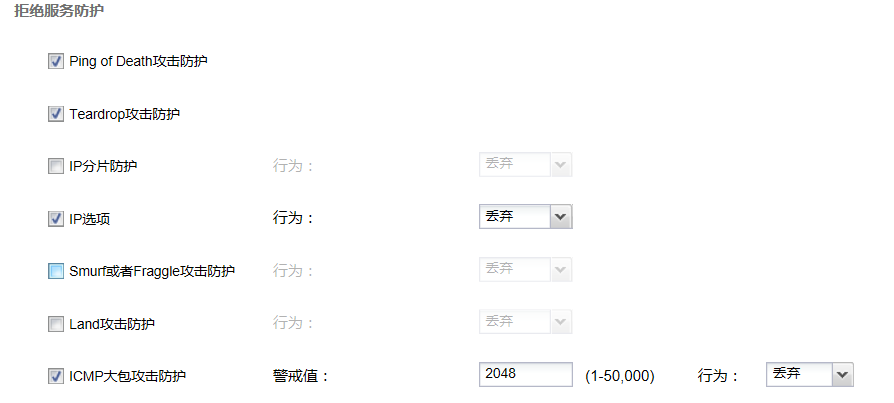 拒绝服务防护
Ping of Death攻击防护
Teardrop攻击防护
IP分片防护 行为： 丢弃
IP选项 行为： 丢弃
Smurf或者Fraggle攻击防护 行为： 丢弃
Land攻击防护 行为： 丢弃
ICMP大包攻击防护 警戒值： 2048 (1-50,000) 行为： 丢弃